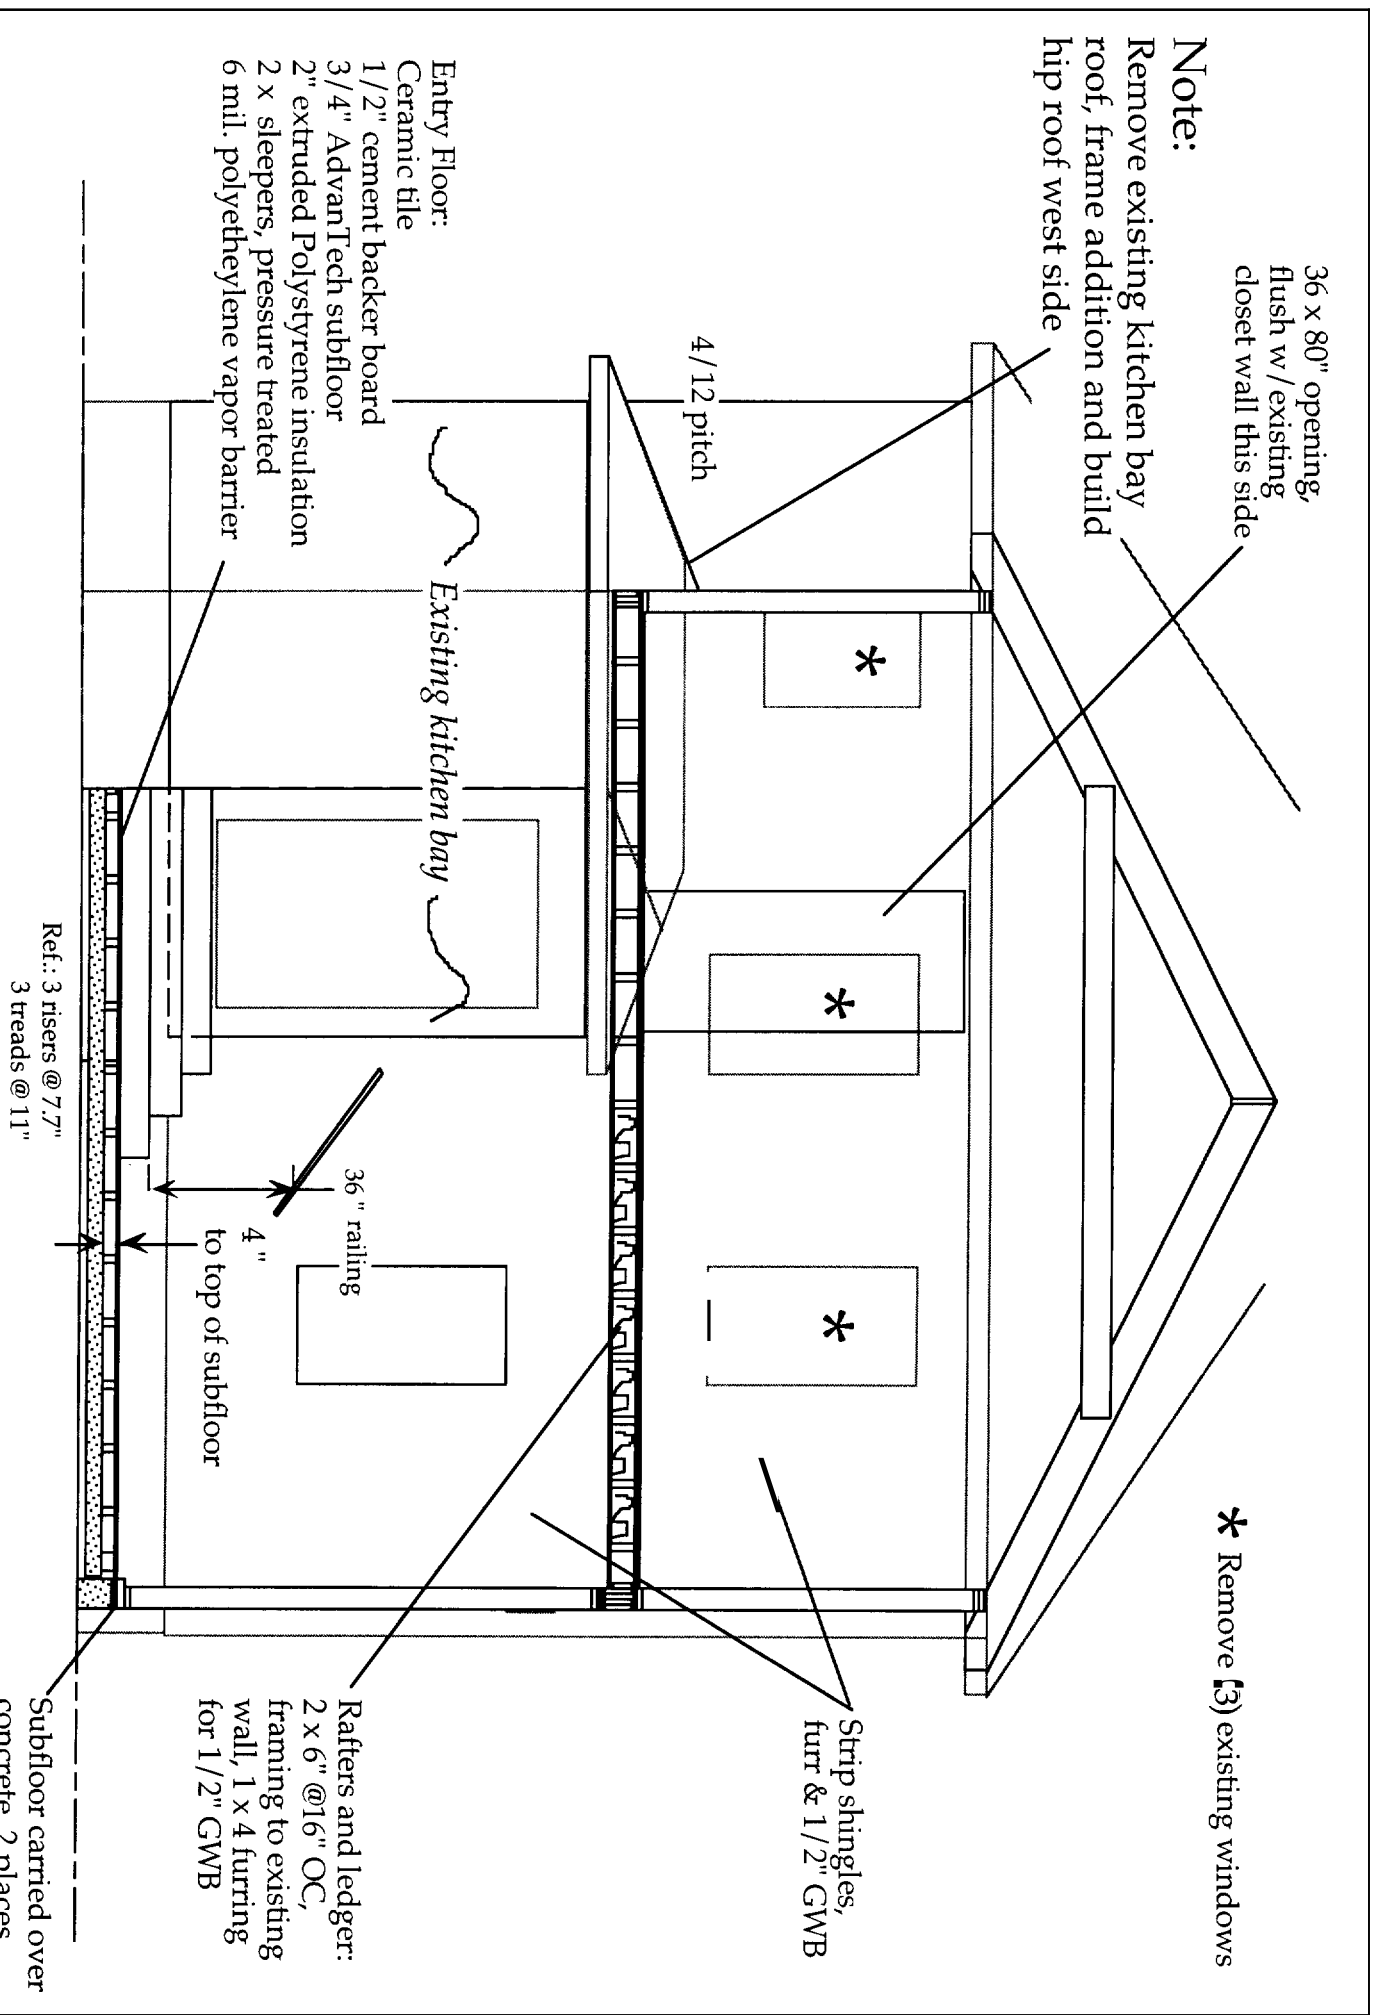 Note:
Remove existing kitchen bay
roof, frame addition and build
hip roof west side
36 x 80" opening,
flush w/existing
closet wall this side
* Remove (3) existing windows
4/12 pitch
*
*
*
Strip shingles,
furr & 1/2" GWB
Entry Floor:
Ceramic tile
1/2" cement backer board
3/4" AdvanTech subfloor
2" extruded Polystyrene insulation
2 x sleepers, pressure treated
6 mil. polyetheylene vapor barrier
Existing kitchen bay
36" railing
4"
to top of subfloor
Rafters and ledger:
2 x 6" @16" OC,
framing to existing
wall, 1 x 4 furring
for 1/2" GWB
Ref.: 3 risers @ 7.7"
3 treads @ 11"
Subfloor carried over
concrete, 2 places